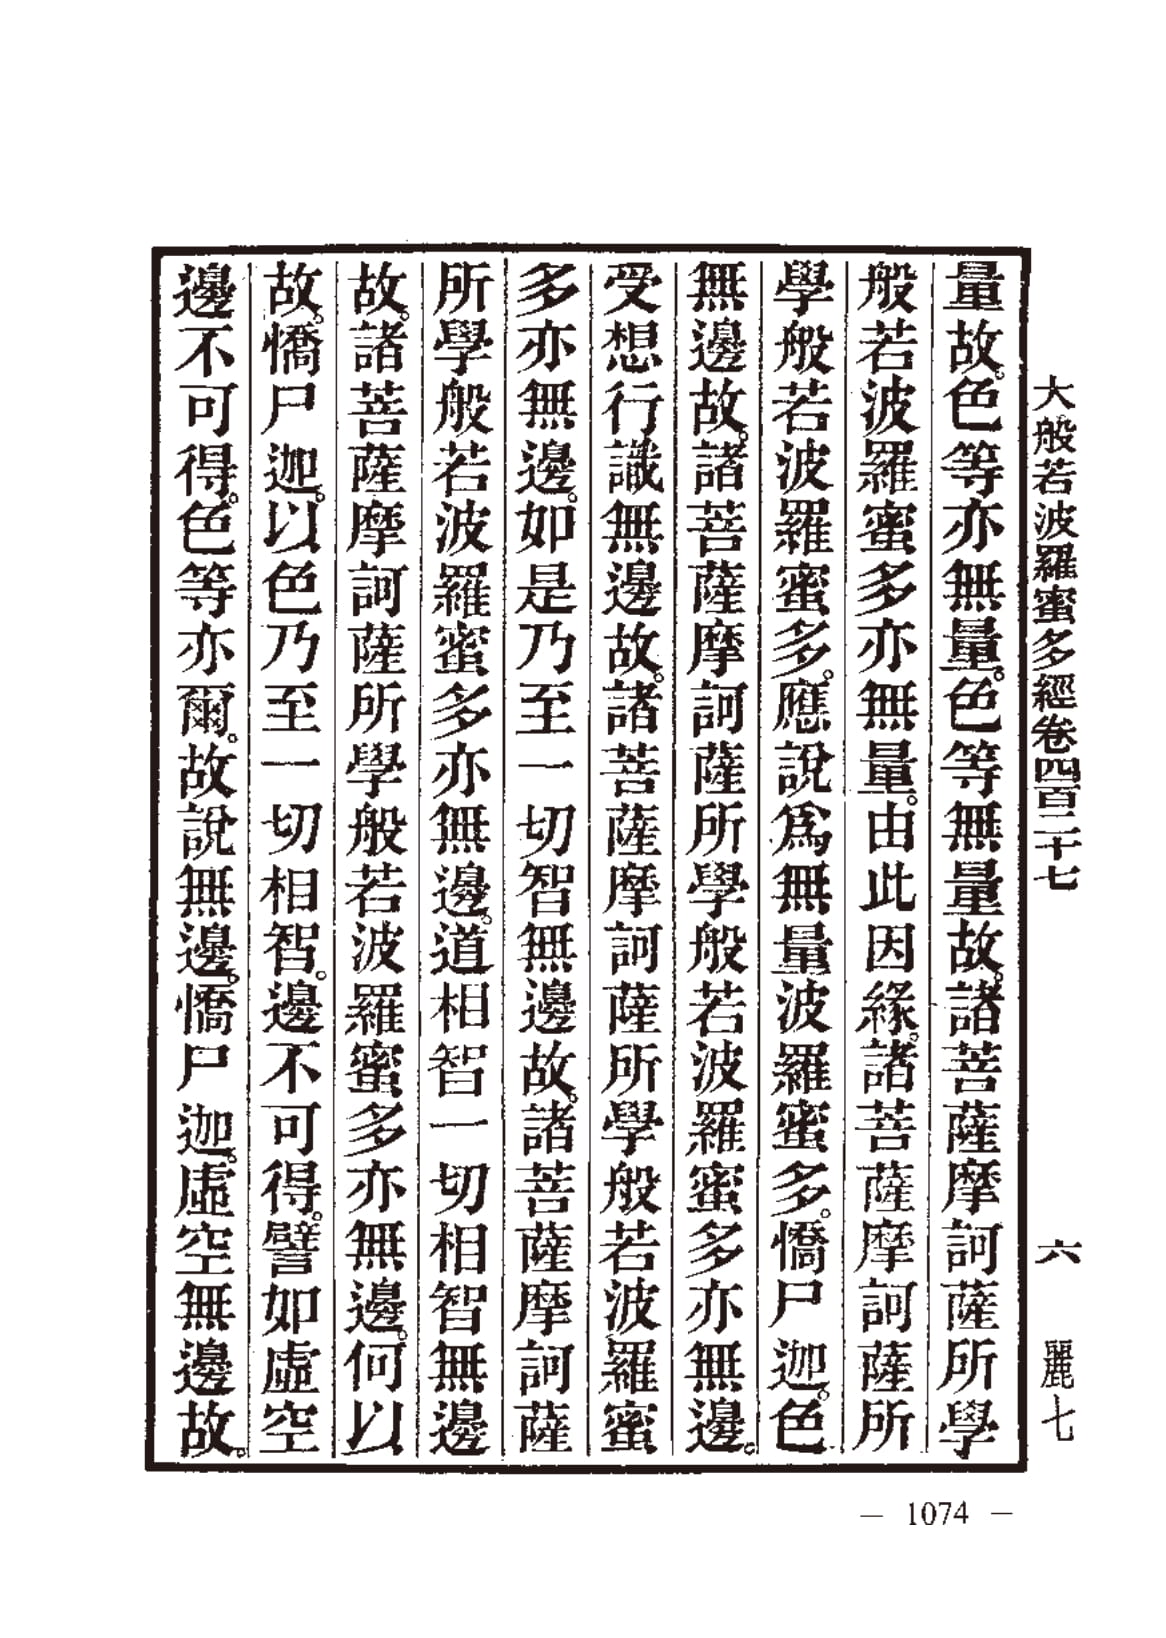 大般若波羅蜜多經卷四百二十七　六　麗七
量故。色等亦無量。色等無量故。諸菩薩摩訶薩所學
般若波羅蜜多亦無量。由此因緣。諸菩薩摩訶薩所
學般若波羅蜜多。應說爲無量波羅蜜多。憍尸迦。色
無邊故。諸菩薩摩訶薩所學般若波羅蜜多亦無邊。
受想行識無邊故。諸菩薩摩訶薩所學般若波羅蜜
多亦無邊。如是乃至一切智無邊故。諸菩薩摩訶薩
所學般若波羅蜜多亦無邊。道相智一切相智無邊
故。諸菩薩摩訶薩所學般若波羅蜜多亦無邊。何以
故。憍尸迦。以色乃至一切相智。邊不可得。譬如虛空
邊不可得。色等亦爾。故說無邊。憍尸迦。虛空無邊故。
— 1074 —